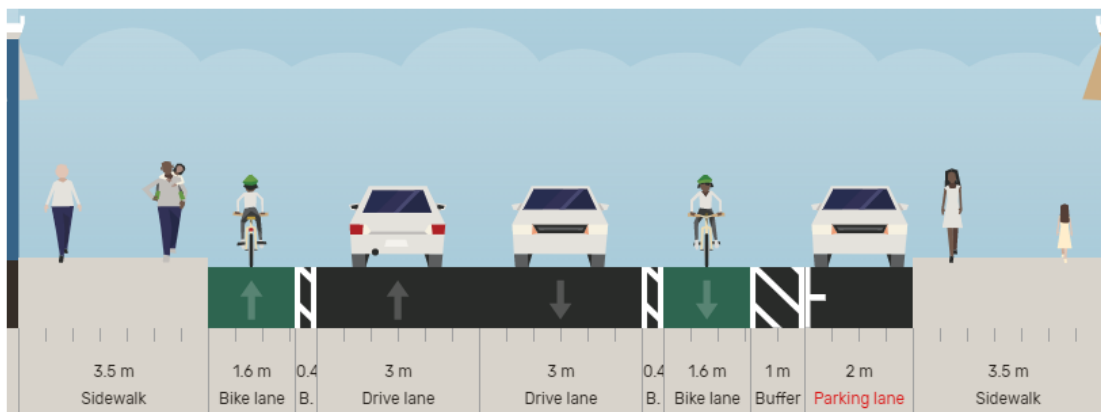 3.5 m
1.6 m
0.4
3 m
3 m
0.4
1.6 m
1 m
2 m
3.5 m
Sidewalk
Bike lane
B.
Drive lane
Drive lane
B.
Bike lane
Buffer
Parking lane
Sidewalk